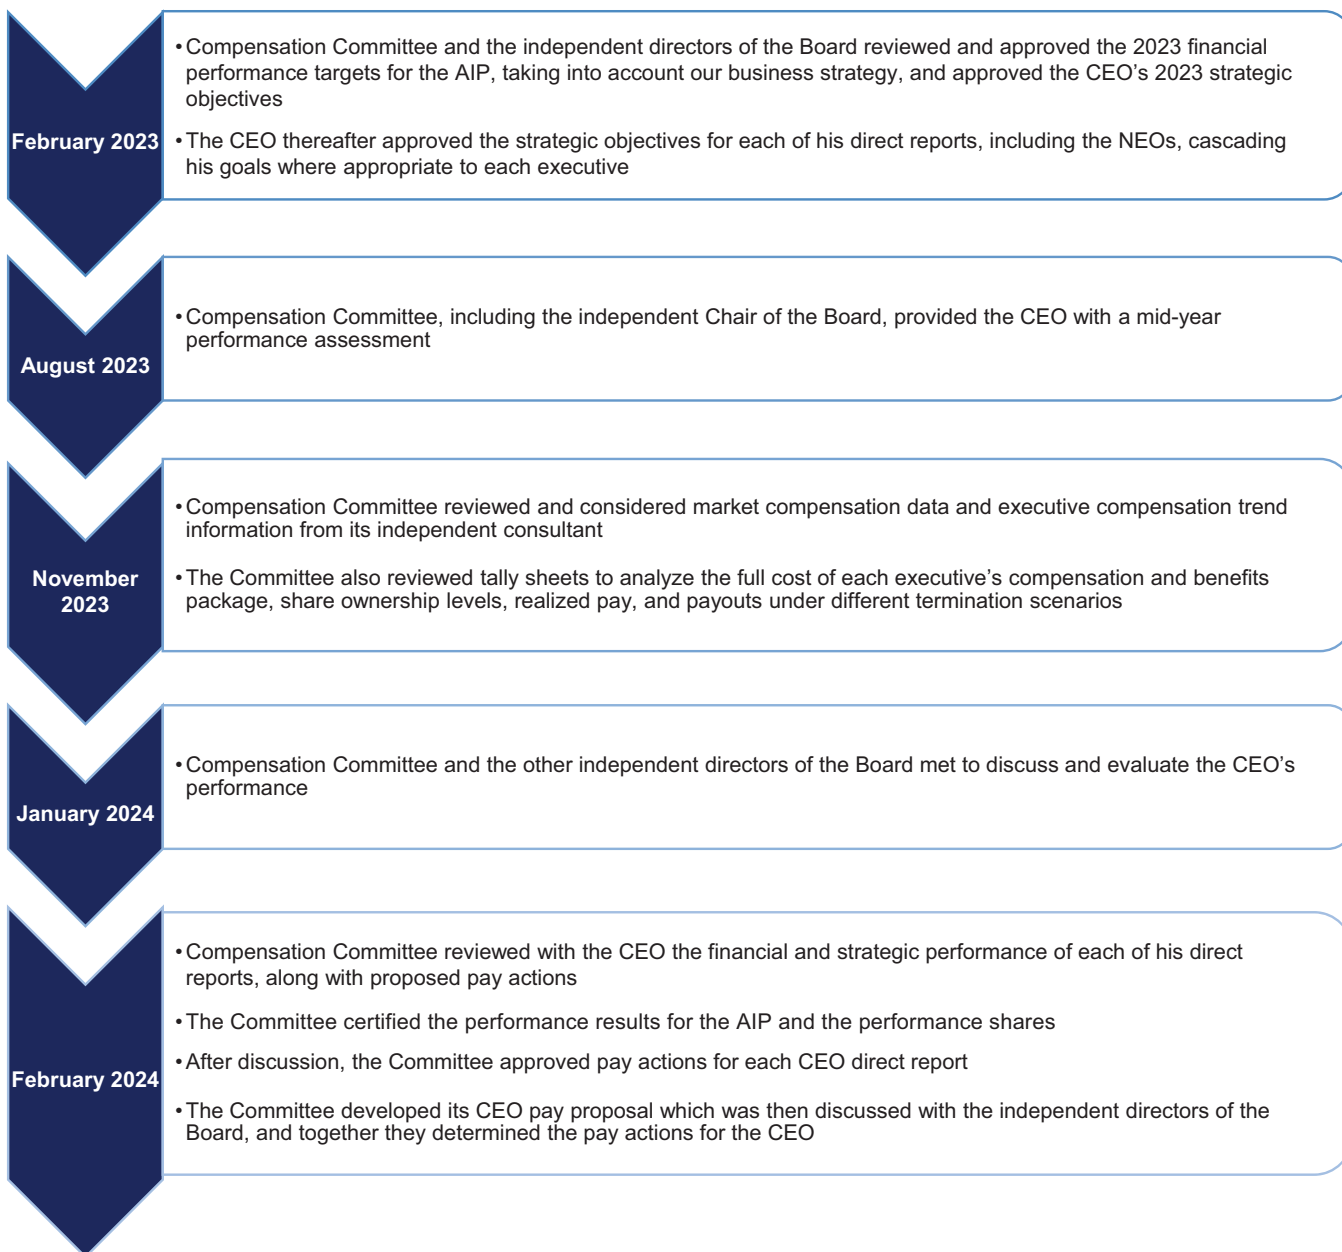 February 2023
•Compensation Committee and the independent directors of the Board reviewed and approved the 2023 financial
performance targets for the AIP, taking into account our business strategy, and approved the CEO’s 2023 strategic
objectives
•The CEO thereafter approved the strategic objectives for each of his direct reports, including the NEOs, cascading
his goals where appropriate to each executive
August 2023
•Compensation Committee, including the independent Chair of the Board, provided the CEO with a mid-year
performance assessment
November
2023
•Compensation Committee reviewed and considered market compensation data and executive compensation trend
information from its independent consultant
•The Committee also reviewed tally sheets to analyze the full cost of each executive’s compensation and benefits
package, share ownership levels, realized pay, and payouts under different termination scenarios
January 2024
•Compensation Committee and the other independent directors of the Board met to discuss and evaluate the CEO’s
performance
February 2024
•Compensation Committee reviewed with the CEO the financial and strategic performance of each of his direct
reports, along with proposed pay actions
•The Committee certified the performance results for the AIP and the performance shares
•After discussion, the Committee approved pay actions for each CEO direct report
•The Committee developed its CEO pay proposal which was then discussed with the independent directors of the
Board, and together they determined the pay actions for the CEO